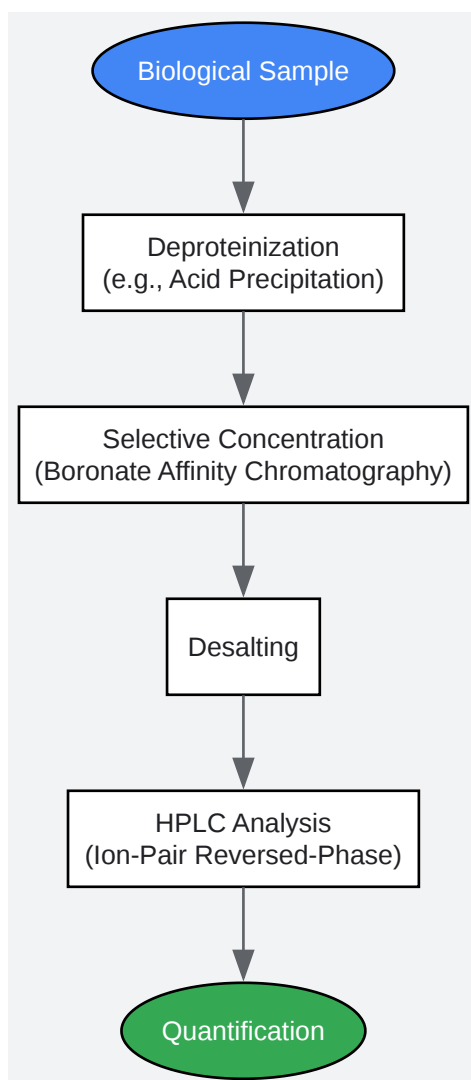 Biological Sample
Deproteinization
(e.g., Acid Precipitation)
Selective Concentration
(Boronate Affinity Chromatography)
Desalting
HPLC Analysis
(Ion-Pair Reversed-Phase)
Quantification